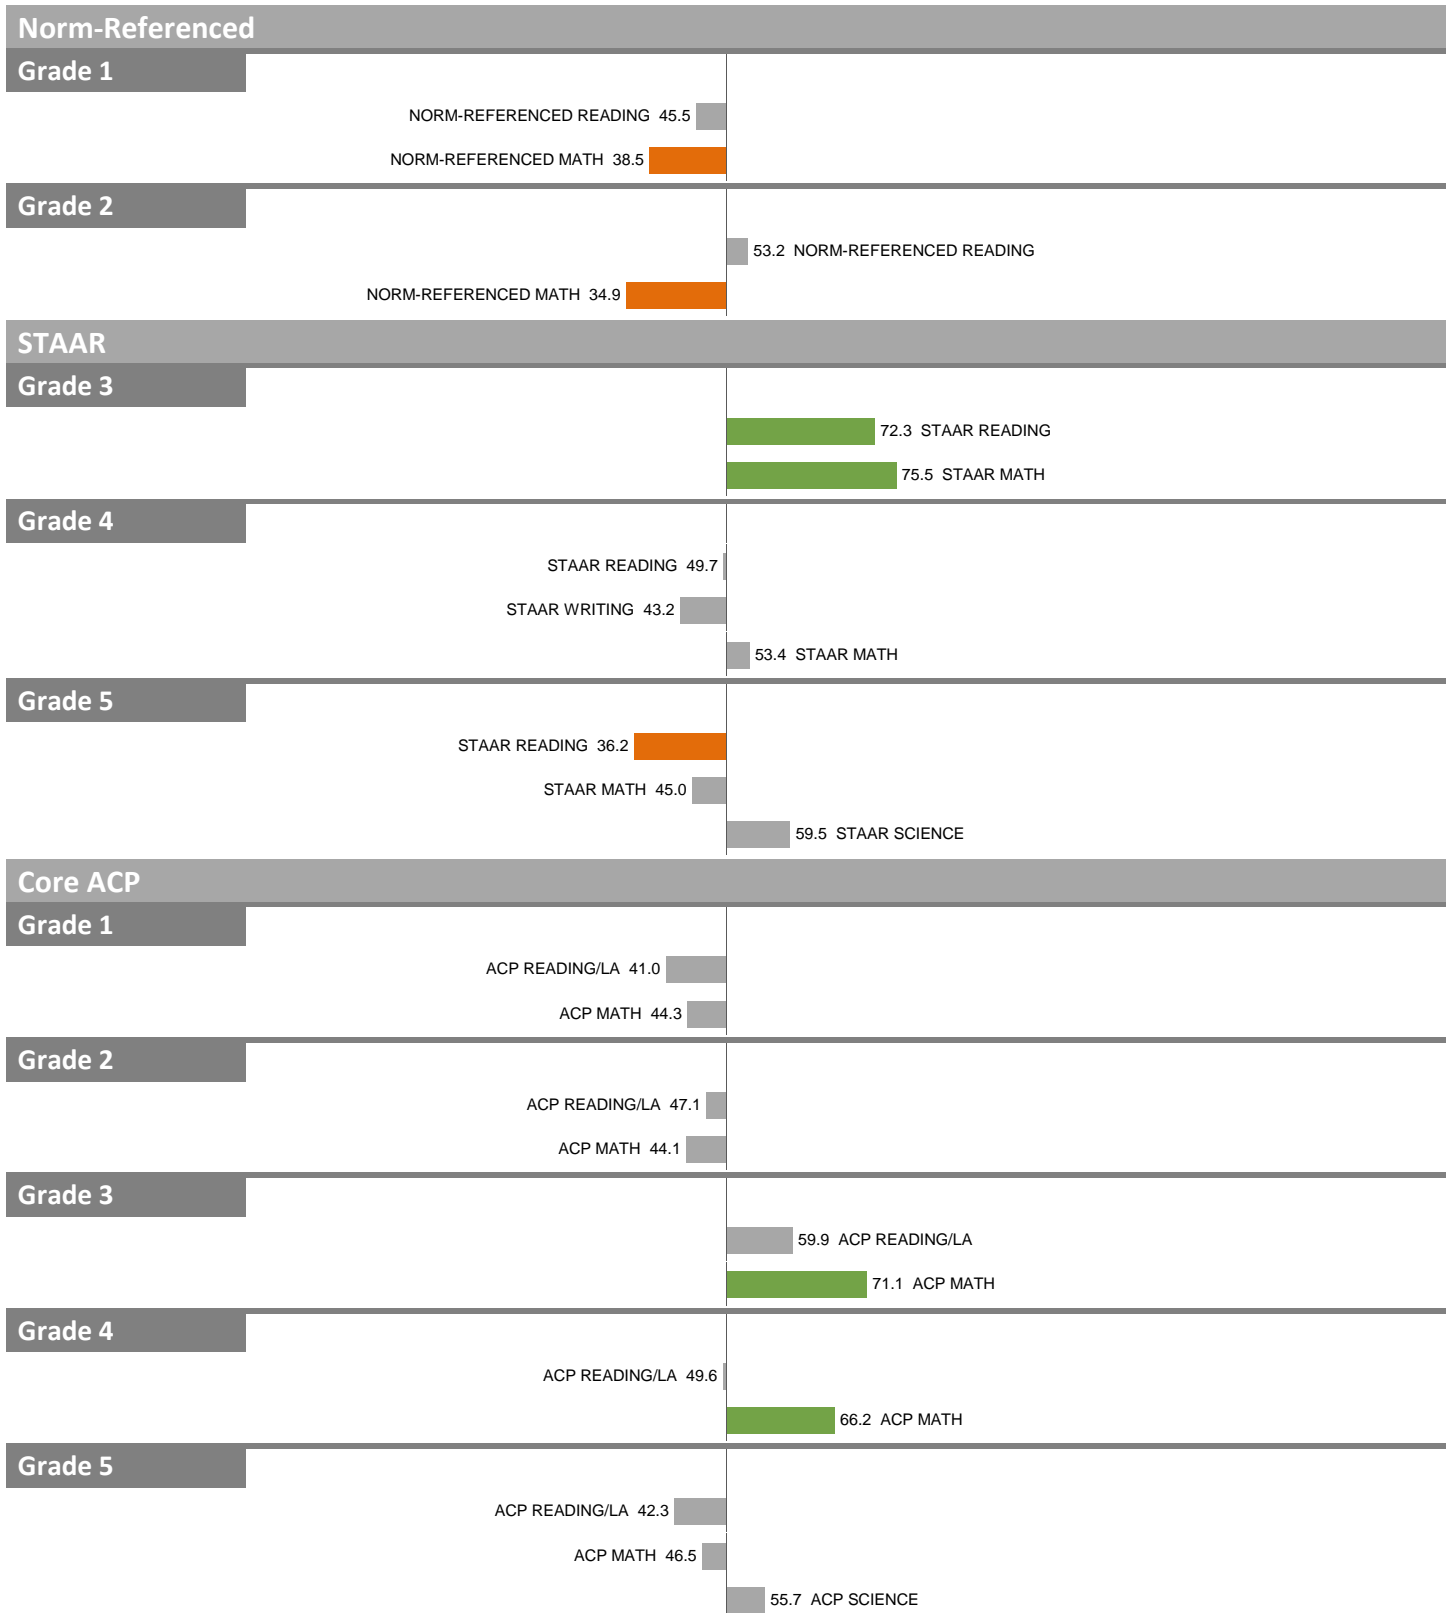 Norm-Referenced
Grade 1
NORM-REFERENCED READING 45.5
NORM-REFERENCED MATH 38.5
Grade 2
53.2 NORM-REFERENCED READING
NORM-REFERENCED MATH 34.9
STAAR
Grade 3
72.3 STAAR READING
75.5 STAAR MATH
Grade 4
STAAR READING 49.7
STAAR WRITING 43.2
53.4 STAAR MATH
Grade 5
STAAR READING 36.2
STAAR MATH 45.0
59.5 STAAR SCIENCE
Core ACP
Grade 1
ACP READING/LA 41.0
ACP MATH 44.3
Grade 2
ACP READING/LA 47.1
ACP MATH 44.1
Grade 3
59.9 ACP READING/LA
71.1 ACP MATH
Grade 4
ACP READING/LA 49.6
66.2 ACP MATH
Grade 5
ACP READING/LA 42.3
ACP MATH 46.5
55.7 ACP SCIENCE